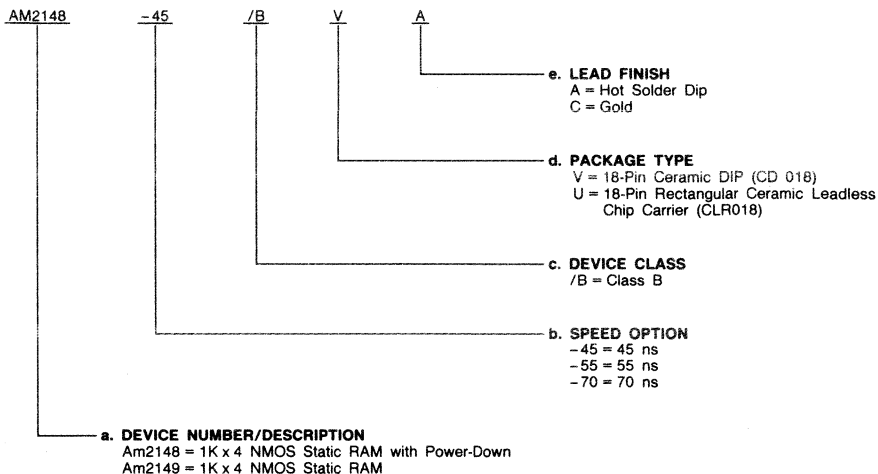 AM2148 -45 /B V A
e. LEAD FINISH
A = Hot Solder Dip
C = Gold
d. PACKAGE TYPE
V = 18-Pin Ceramic DIP (CD 018)
U = 18-Pin Rectangular Ceramic Leadless
Chip Carrier (CLR018)
c. DEVICE CLASS
/B = Class B
b. SPEED OPTION
-45 = 45 ns
-55 = 55 ns
-70 = 70 ns
a. DEVICE NUMBER/DESCRIPTION
Am2148 = 1K x 4 NMOS Static RAM with Power-Down
Am2149 = 1K x 4 NMOS Static RAM